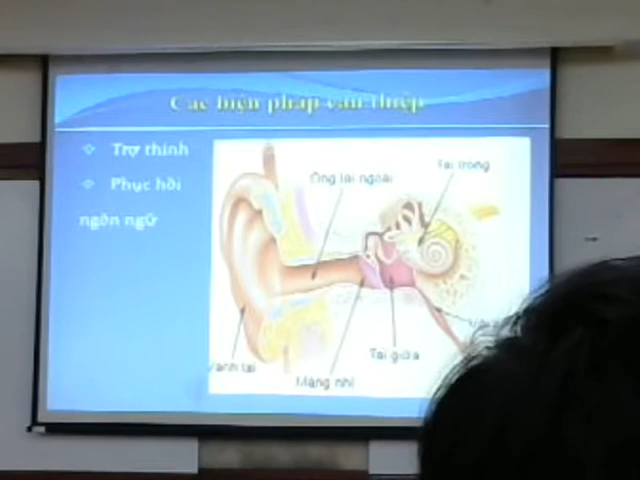 Các biện pháp can thiệp
Trợ thính
Phục hồi
ngôn ngữ
Ống tai ngoài
Tai trong
Vành tai
Màng nhĩ
Tai giữa